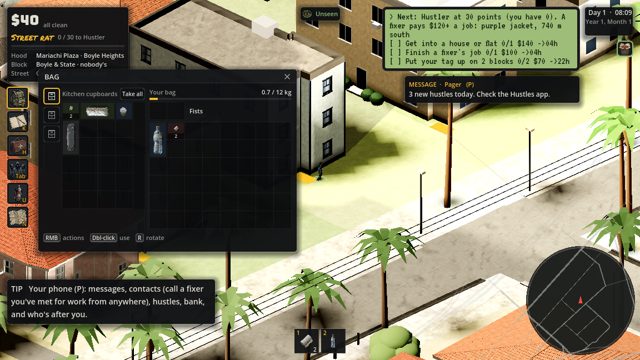 $40 all clean
STREET RAT 0 / 30 to Hustler
Hood Mariachi Plaza · Boyle Heights
Block Boyle & State · nobody's
Street
Unseen
> Next: Hustler at 30 points (you have 0). A
fixer pays $120+ a job: purple jacket, 740 m
south
[ ] Get into a house or flat 0/1 $140 ->04h
[ ] Finish a fixer's job 0/1 $100 ->04h
[ ] Put your tag up on 2 blocks 0/2 $70 ->22h
Day 1 · 08:09
Year 1, Month 1
MESSAGE · Pager (P)
3 new hustles today. Check the Hustles app.
BAG
Kitchen cupboards Take all
Your bag 0.7 / 12 kg
Fists
2
2
H
Tab
U
RMB actions Dbl-click use R rotate
TIP Your phone (P): messages, contacts (call a fixer
you've met for work from anywhere), hustles, bank,
and who's after you.
1 2
2